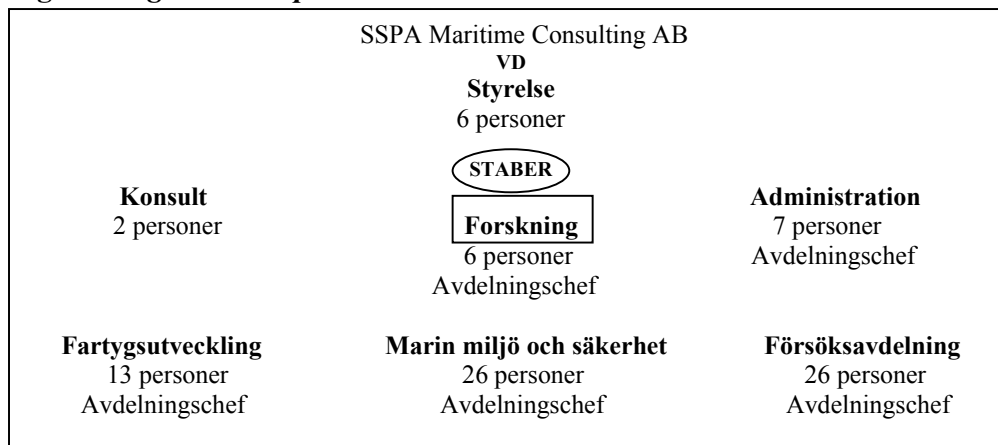 SSPA Maritime Consulting AB
VD
Styrelse
6 personer
STABER
Konsult
2 personer
Forskning
6 personer
Avdelningschef
Administration
7 personer
Avdelningschef
Fartygsutveckling
13 personer
Avdelningschef
Marin miljö och säkerhet
26 personer
Avdelningschef
Försöksavdelning
26 personer
Avdelningschef